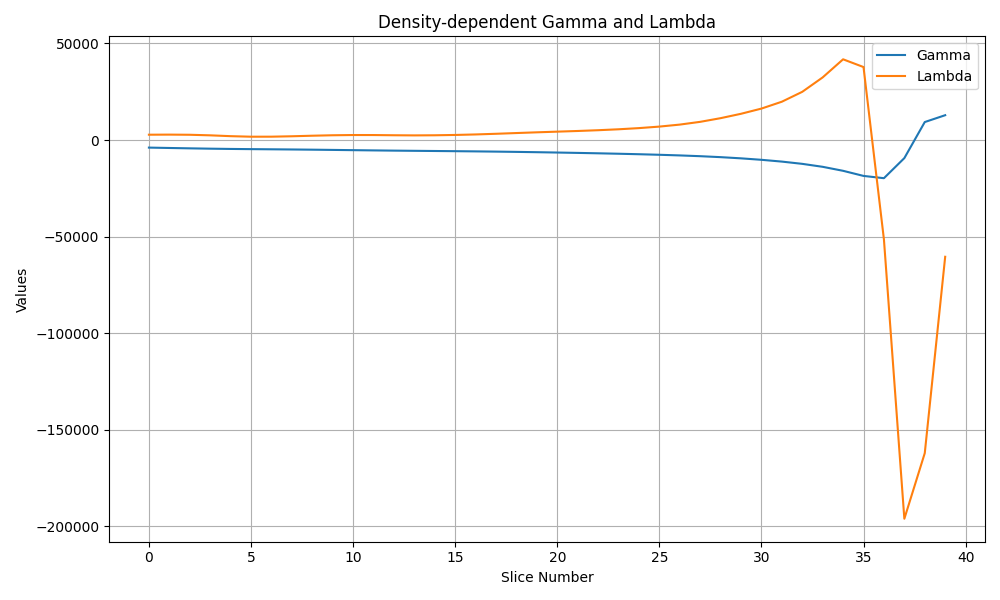 Density-dependent Gamma and Lambda
Gamma
Lambda
50000
0
−50000
−100000
−150000
−200000
Values
0 5 10 15 20 25 30 35 40
Slice Number